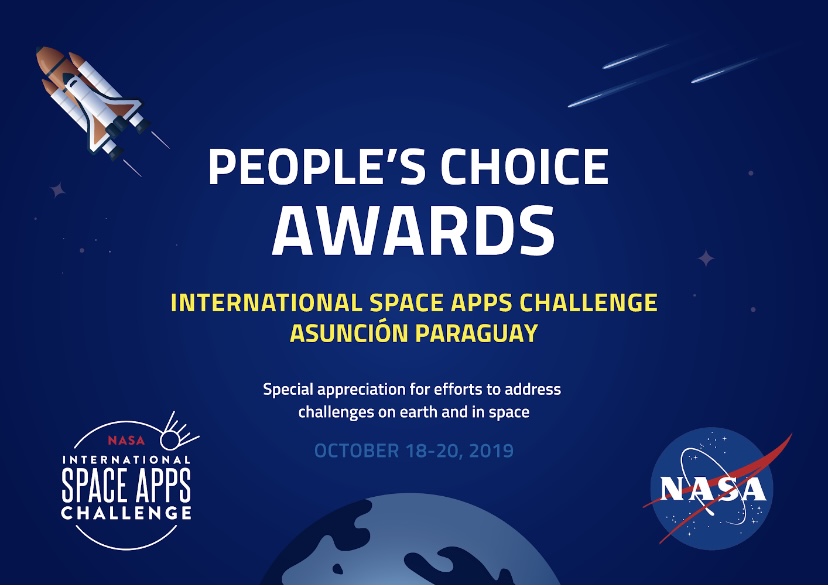 PEOPLE'S CHOICE
AWARDS
INTERNATIONAL SPACE APPS CHALLENGE
ASUNCIÓN PARAGUAY
Special appreciation for efforts to address
challenges on earth and in space
OCTOBER 18-20, 2019
NASA
INTERNATIONAL
SPACE APPS
CHALLENGE
NASA